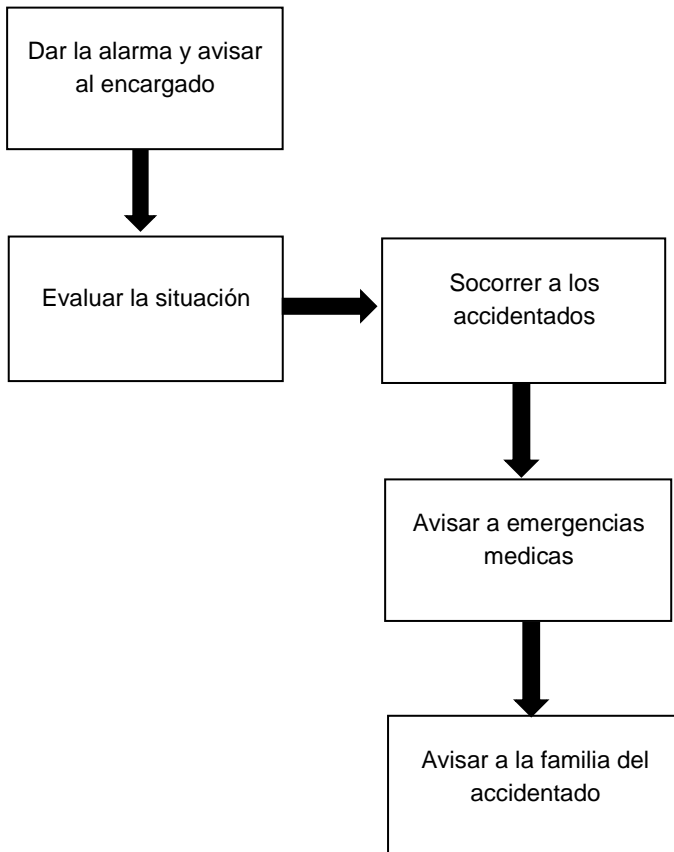 Dar la alarma y avisar
al encargado
Evaluar la situación
Socorrer a los
accidentados
Avisar a emergencias
medicas
Avisar a la familia del
accidentado